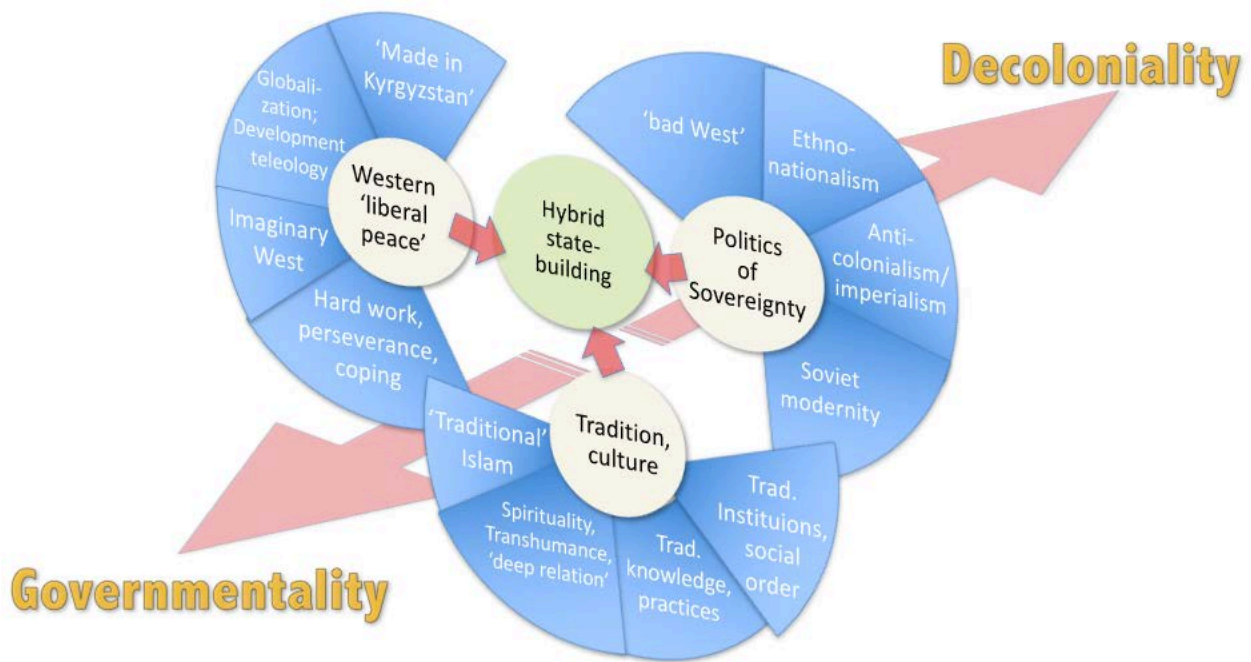 Decoloniality
'Made in
Kyrgyzstan'
Globali-
zation;
Development
teleology
Imaginary
West
Hard work,
perseverance,
coping
Western
'liberal
peace'
Hybrid
state-
building
'bad West'
Ethno-
nationalism
Anti-
colonialism/
imperialism
Soviet
modernity
Politics
of
Sovereignty
Tradition,
culture
'Traditional'
Islam
Spirituality,
Transhumance,
'deep relation'
Trad.
knowledge,
practices
Trad.
Instituions,
social
order
Governmentality